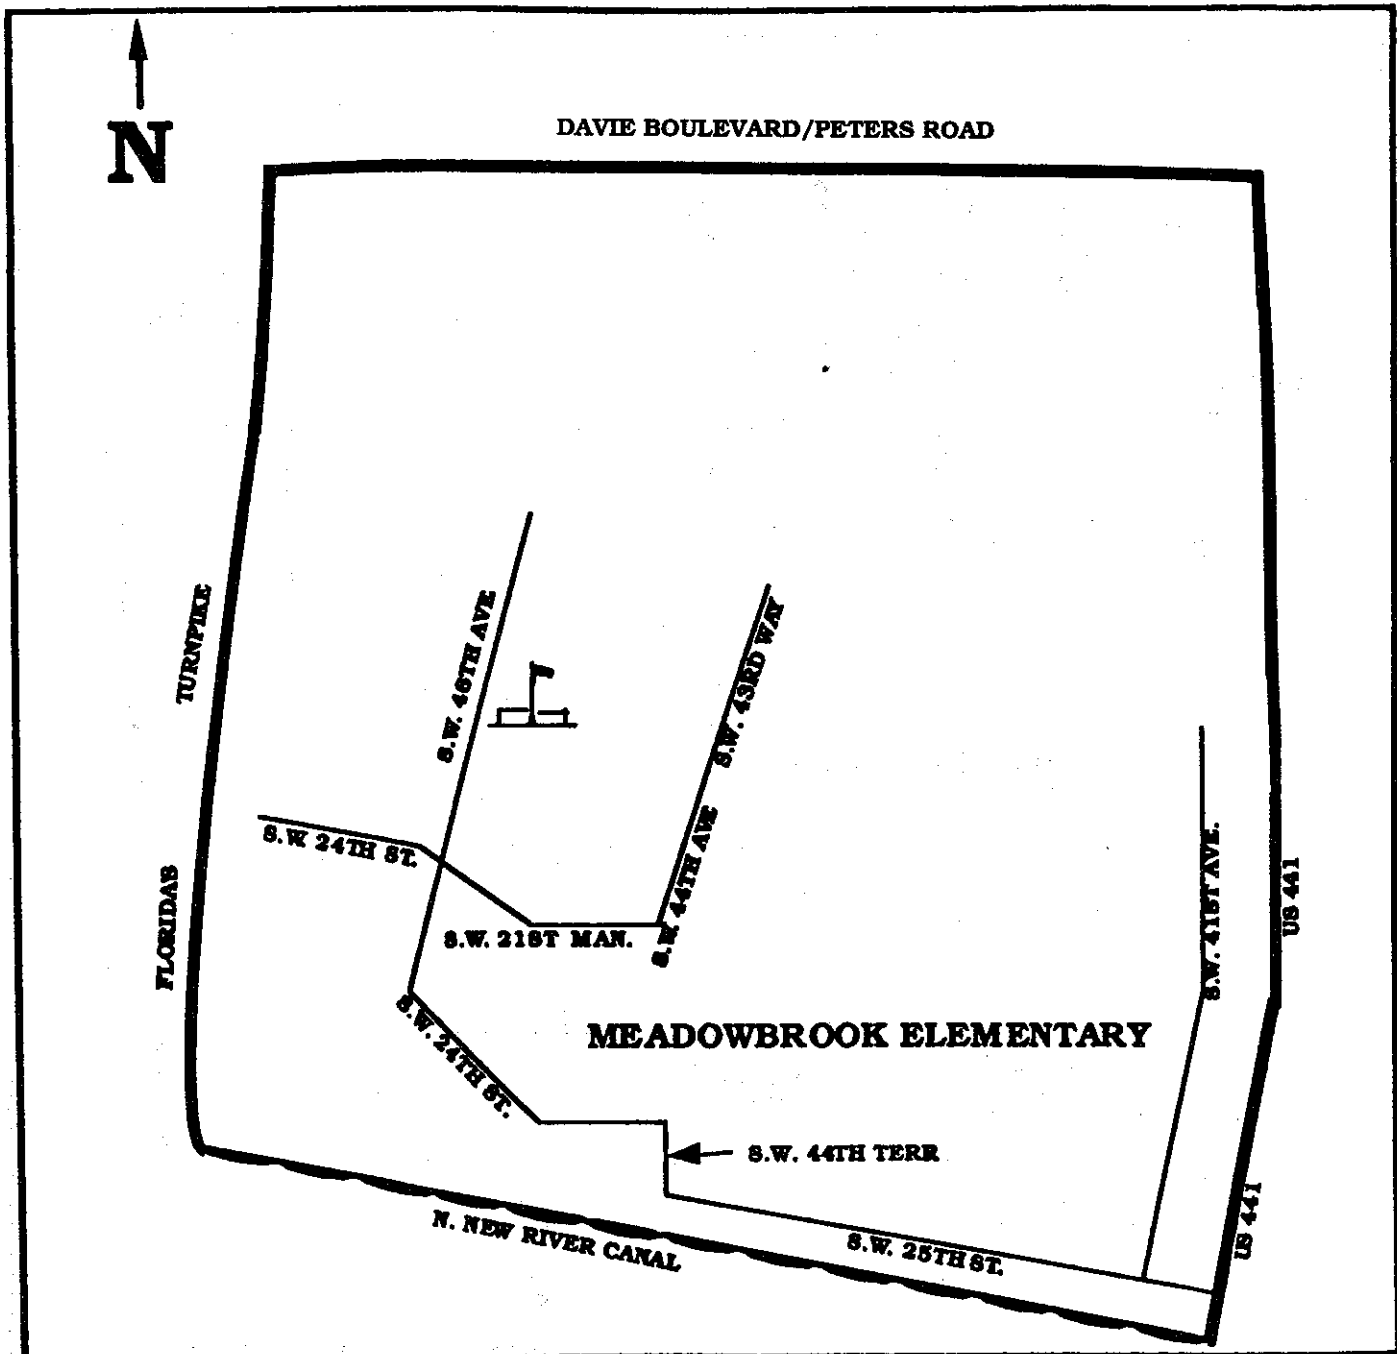 N
DAVIE BOULEVARD/PETERS ROAD
TURNPIKE
S.W. 46TH AVE
S.W. 43RD WAY
S.W. 24TH ST.
S.W. 44TH AVE
S.W. 41ST AVE.
US 441
FLORIDAS
S.W. 21ST MAN.
S.W. 24TH ST.
MEADOWBROOK ELEMENTARY
S.W. 44TH TERR
N. NEW RIVER CANAL
S.W. 25TH ST.
US 441